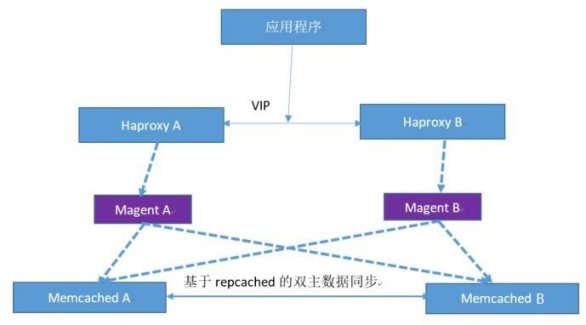 应用程序
VIP
Haproxy A
Haproxy B
Magent A
Magent B
基于 repcached 的双主数据同步
Memcached A
Memcached B